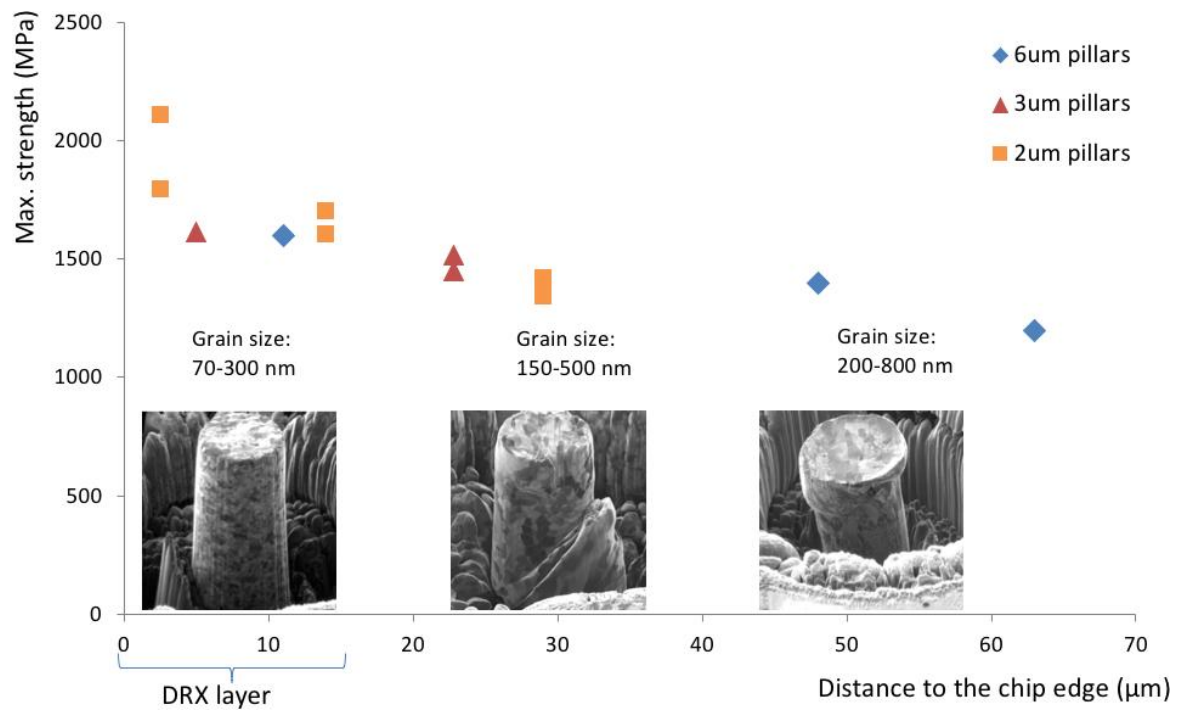 Max. strength (MPa)
2500
2000
1500
1000
500
0
6um pillars
3um pillars
2um pillars
Grain size:
70-300 nm
Grain size:
150-500 nm
Grain size:
200-800 nm
0 10 20 30 40 50 60 70
DRX layer
Distance to the chip edge (μm)